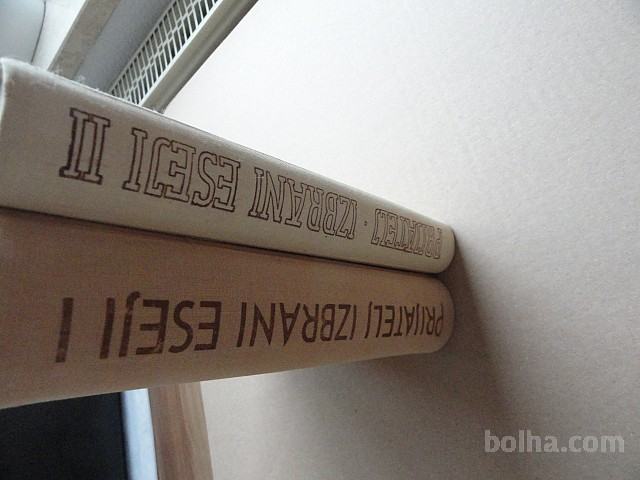 PRIJATELJ · IZBRANI ESEJI II
PRIJATELJ IZBRANI ESEJI I
bolha.com